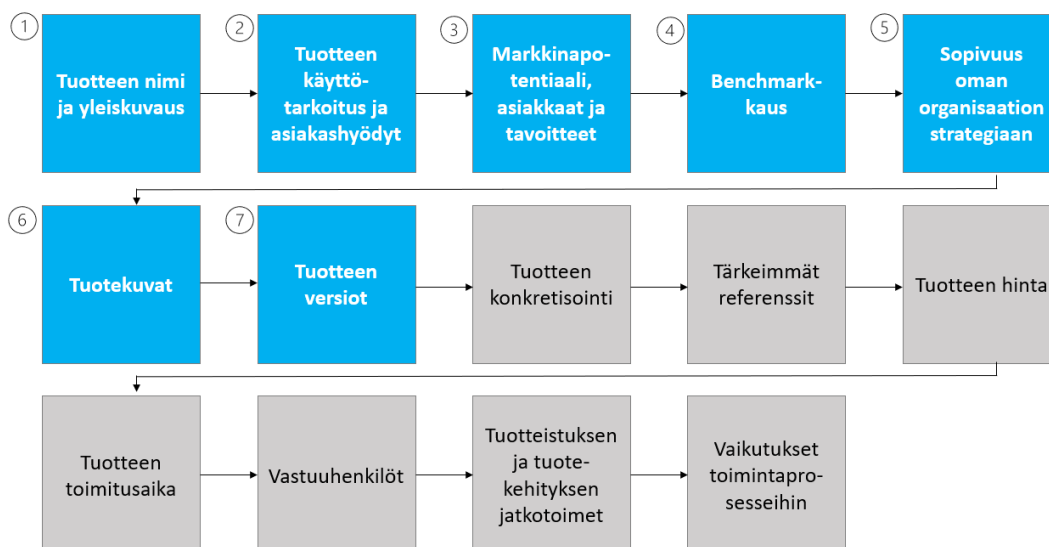 1
Tuotteen nimi
ja yleiskuvaus
2
Tuotteen
käyttö-
tarkoitus ja
asiakashyödyt
3
Markkinapo-
tentiaali,
asiakkaat ja
tavoitteet
4
Benchmark-
kaus
5
Sopivuus
oman
organisaation
strategiaan
6
Tuotekuvat
7
Tuotteen
versiot
Tuotteen
konkretisointi
Tärkeimmät
referenssit
Tuotteen hinta
Tuotteen
toimitusaika
Vastuuhenkilöt
Tuotteistuksen
ja tuote-
kehityksen
jatkotoimet
Vaikutukset
toimintapro-
sesseihin